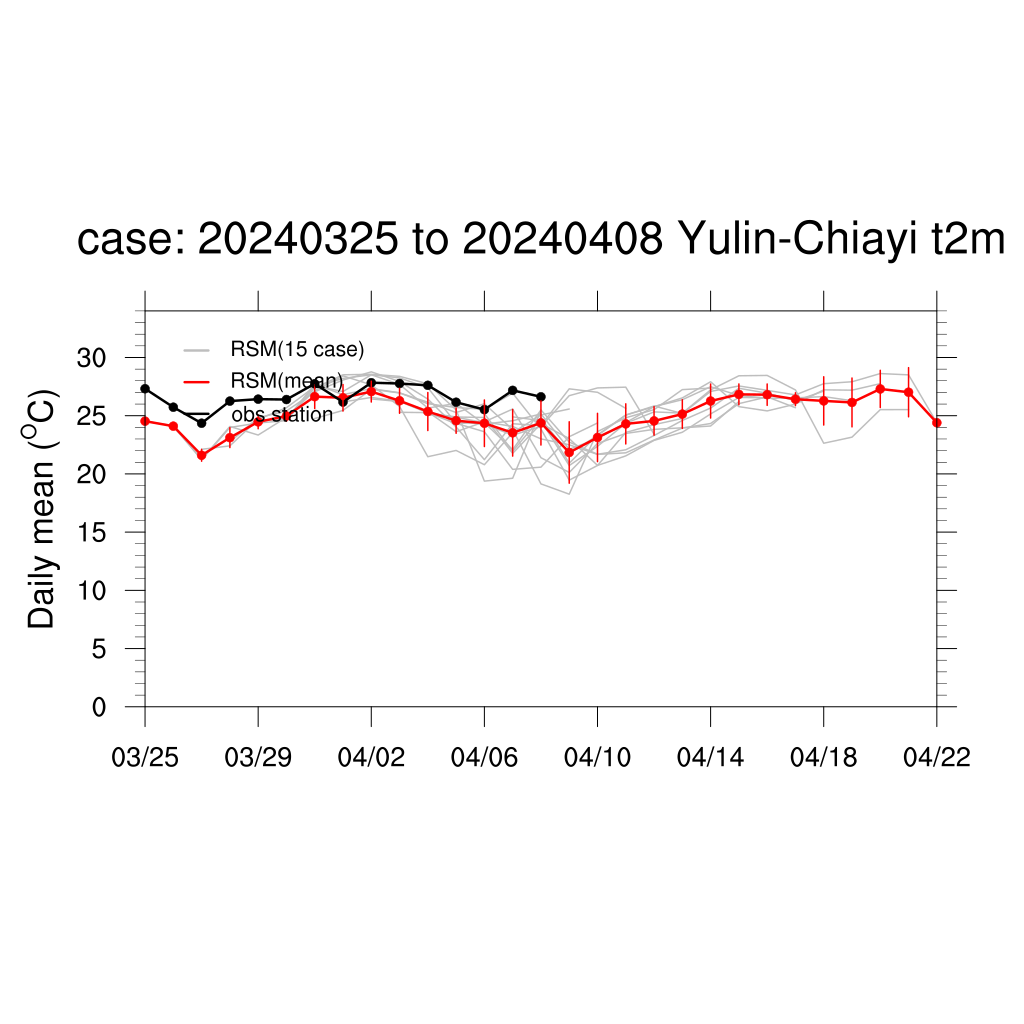 case: 20240325 to 20240408 Yulin-Chiayi t2m
RSM(15 case)
RSM(mean)
obs station
Daily mean (°C)
30
25
20
15
10
5
0
03/25 03/29 04/02 04/06 04/10 04/14 04/18 04/22